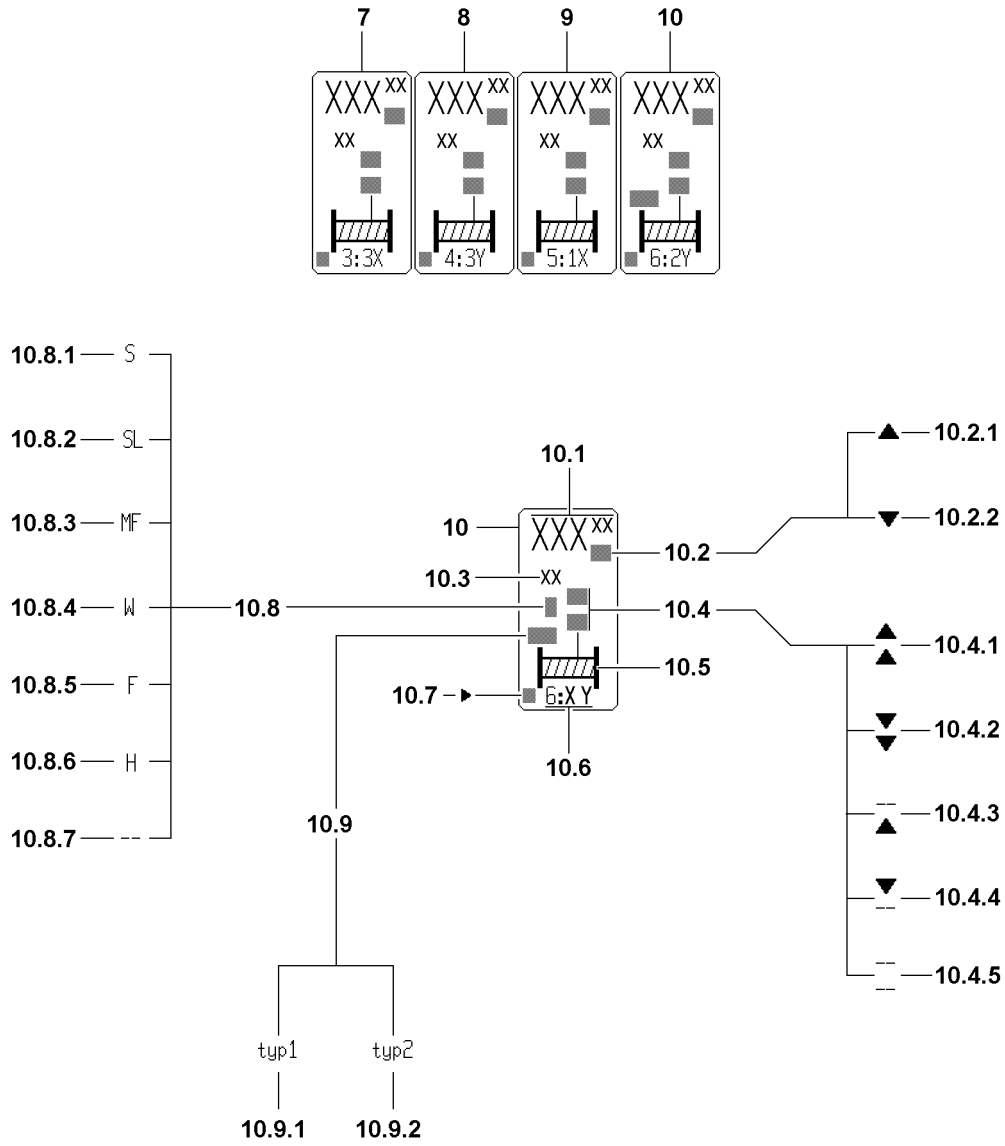 7 8 9 10
XXX XX XXX XX XXX XX XXX XX
XX XX XX XX
3:3X 4:3Y 5:1X 6:2Y
10.8.1 S
10.8.2 SL
10.8.3 MF
10.8.4 W
10.8.5 F
10.8.6 H
10.8.7 --
10.8
10.9
typ1 typ2
10.9.1 10.9.2
10.1
10
XXX XX
10.2
10.3 XX
10.4
10.5
10.7
6:X Y
10.6
10.2.1
10.2.2
10.4.1
10.4.2
-- 10.4.3
10.4.4 --
-- 10.4.5 --